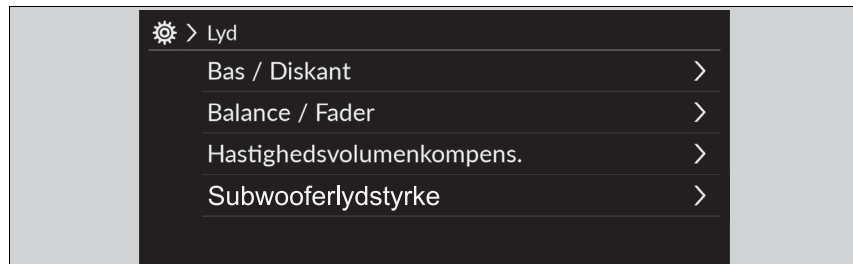 > Lyd
Bas / Diskant
Balance / Fader
Hastighedsvolumenkompens.
Subwooferlydstyrke